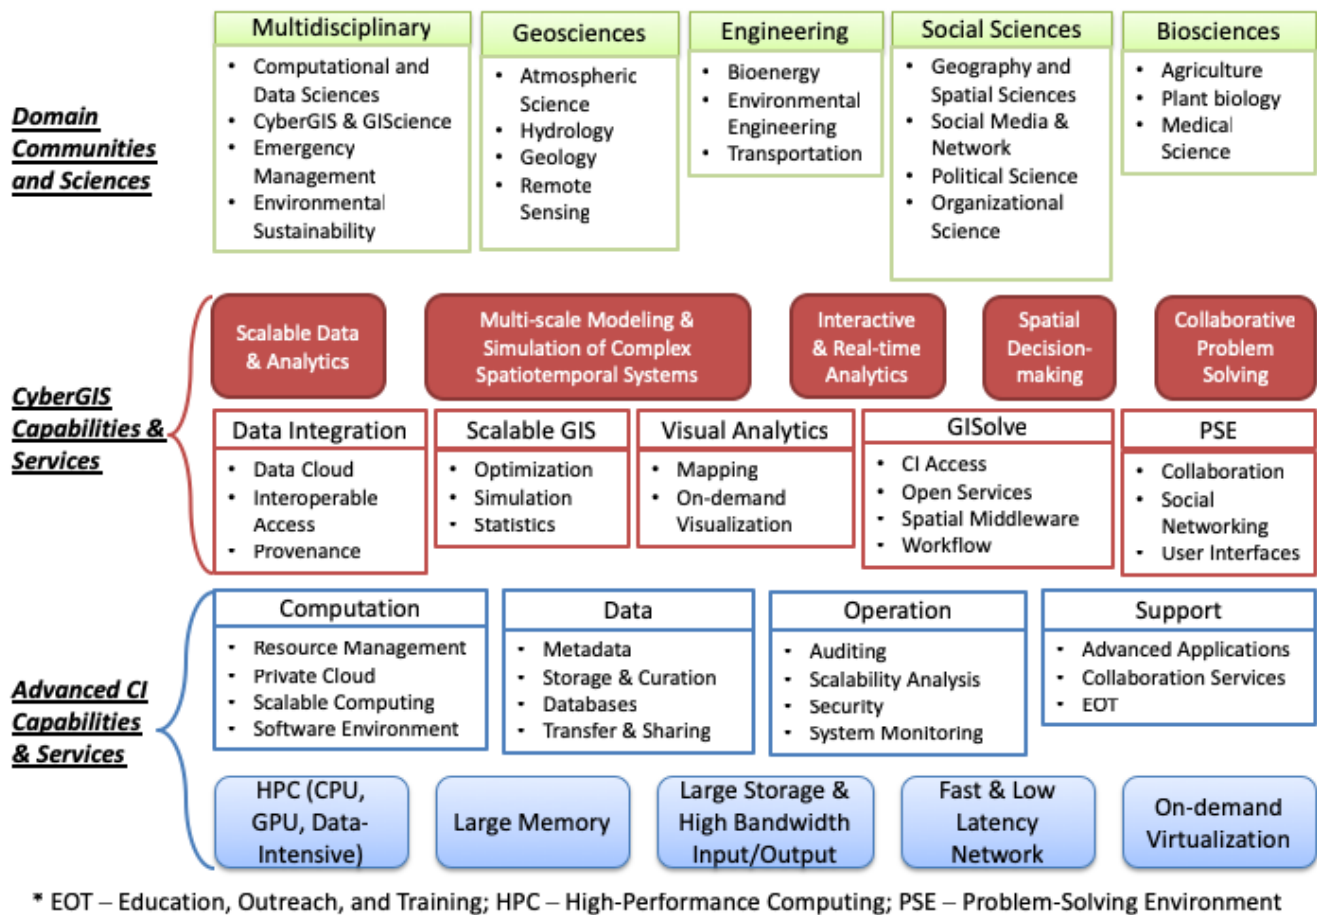 Domain
Communities
and Sciences
Multidisciplinary
• Computational and
Data Sciences
• CyberGIS & GIScience
• Emergency
Management
• Environmental
Sustainability
Geosciences
• Atmospheric
Science
• Hydrology
• Geology
• Remote
Sensing
Engineering
• Bioenergy
• Environmental
Engineering
• Transportation
Social Sciences
• Geography and
Spatial Sciences
• Social Media &
Network
• Political Science
• Organizational
Science
Biosciences
• Agriculture
• Plant biology
• Medical
Science
CyberGIS
Capabilities &
Services
Scalable Data
& Analytics
Multi-scale Modeling &
Simulation of Complex
Spatiotemporal Systems
Interactive
& Real-time
Analytics
Spatial
Decision-
making
Collaborative
Problem
Solving
Data Integration
• Data Cloud
• Interoperable
Access
• Provenance
Scalable GIS
• Optimization
• Simulation
• Statistics
Visual Analytics
• Mapping
• On-demand
Visualization
GISolve
• CI Access
• Open Services
• Spatial Middleware
• Workflow
PSE
• Collaboration
• Social
Networking
• User Interfaces
Advanced CI
Capabilities
& Services
Computation
• Resource Management
• Private Cloud
• Scalable Computing
• Software Environment
Data
• Metadata
• Storage & Curation
• Databases
• Transfer & Sharing
Operation
• Auditing
• Scalability Analysis
• Security
• System Monitoring
Support
• Advanced Applications
• Collaboration Services
• EOT
HPC (CPU,
GPU, Data-
Intensive)
Large Memory
Large Storage &
High Bandwidth
Input/Output
Fast & Low
Latency
Network
On-demand
Virtualization
* EOT – Education, Outreach, and Training; HPC – High-Performance Computing; PSE – Problem-Solving Environment